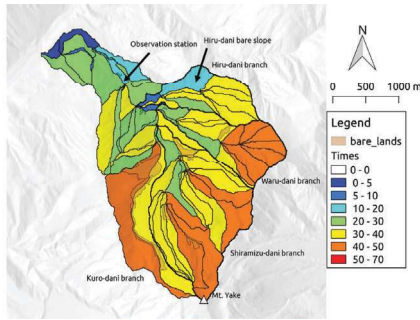 Observation station
Hiru-dani bare slope
Hiru-dani branch
N
0 1000 m
Legend
bare_lands
Times
0 - 0
0 - 5
5 - 10
10 - 20
20 - 30
30 - 40
40 - 50
50 - 70
Waru-dani branch
Shiramizu-dani branch
Kuro-dani branch
Mt. Yake